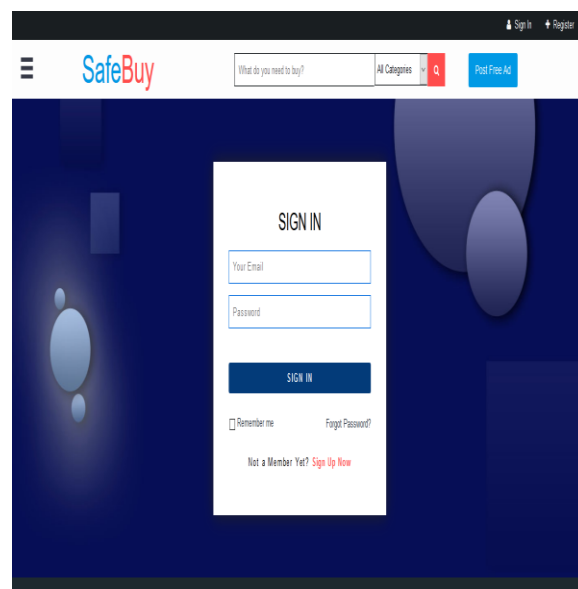 Sign In Register
SafeBuy What do you need to buy? All Categories Post Free Ad
SIGN IN
Your Email
Password
SIGN IN
Remember me Forgot Password?
Not a Member Yet? Sign Up Now